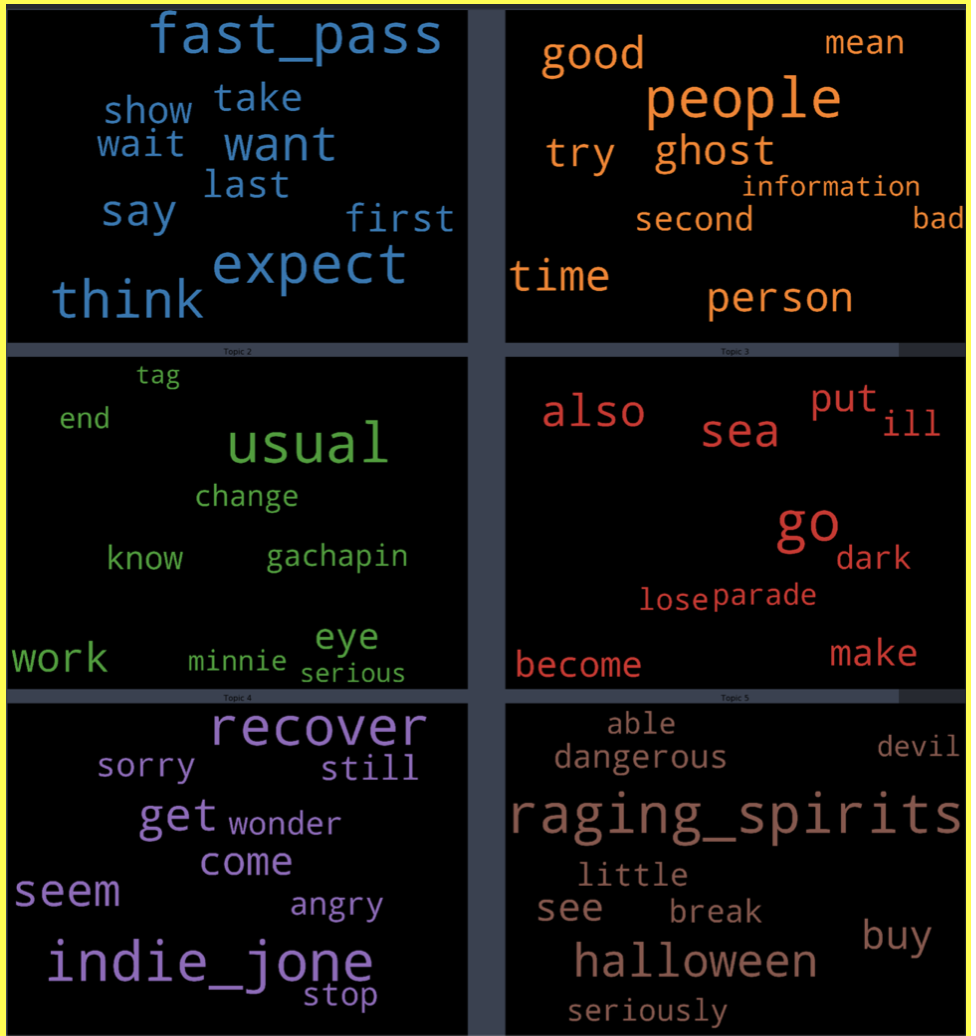 fast_pass
show take
wait want
last
say first
expect
think
good mean
people
try ghost
information
second bad
time
person
Topic 2
tag
end
usual
change
know gachapin
eye
work minnie
serious
Topic 3
also put
sea ill
go
dark
lose parade
become make
Topic 4
recover
sorry still
get wonder
come
seem
angry
indie_jone
stop
Topic 5
able
dangerous devil
raging_spirits
little
see break
buy
halloween
seriously